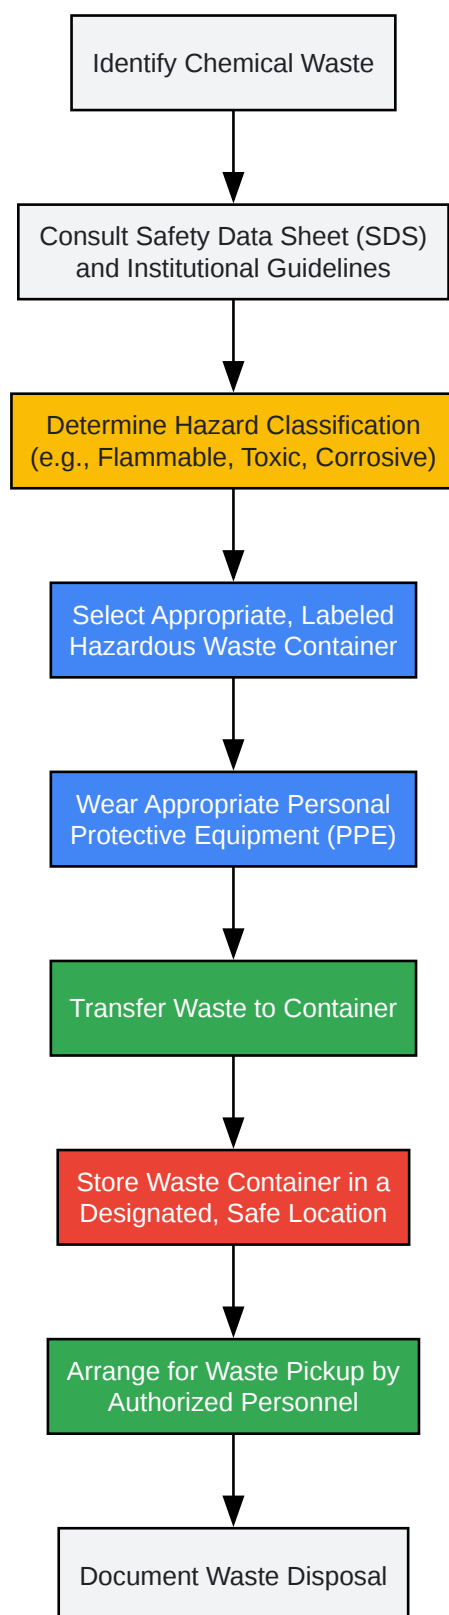 Identify Chemical Waste
Consult Safety Data Sheet (SDS)
and Institutional Guidelines
Determine Hazard Classification
(e.g., Flammable, Toxic, Corrosive)
Select Appropriate, Labeled
Hazardous Waste Container
Wear Appropriate Personal
Protective Equipment (PPE)
Transfer Waste to Container
Store Waste Container in a
Designated, Safe Location
Arrange for Waste Pickup by
Authorized Personnel
Document Waste Disposal